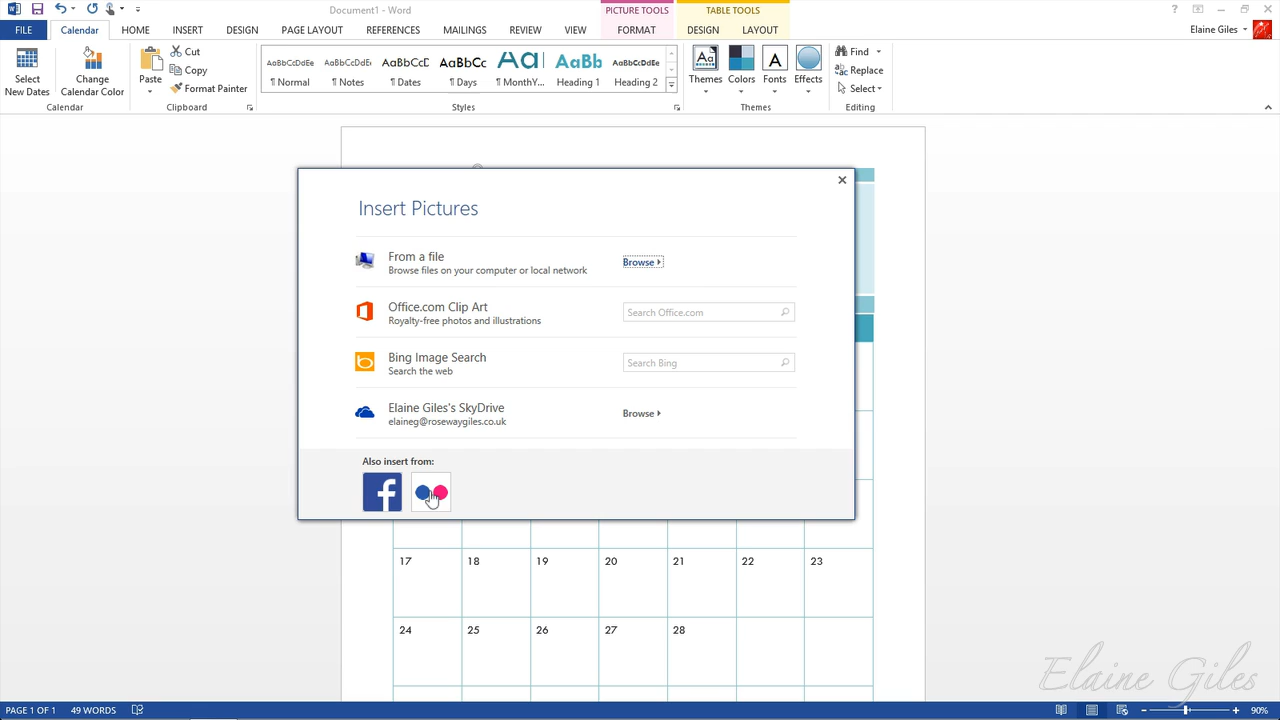 Document1 - Word
PICTURE TOOLS
TABLE TOOLS
FILE
Calendar
HOME
INSERT
DESIGN
PAGE LAYOUT
REFERENCES
MAILINGS
REVIEW
VIEW
FORMAT
DESIGN
LAYOUT
Elaine Giles
Select
New Dates
Change
Calendar Color
Paste
Cut
Copy
Format Painter
AaBbCcDdEe
AaBbCcDdEe
AaBbCcD
AaBbCc
AaB
AaBb
AaBbCcDdEe
¶ Normal
¶ Notes
¶ Dates
¶ Days
¶ MonthY...
Heading 1
Heading 2
Aa
Themes
Colors
A
Fonts
Effects
Find
Replace
Select
Calendar
Clipboard
Styles
Themes
Editing
Insert Pictures
From a file
Browse files on your computer or local network
Browse
Office.com Clip Art
Royalty-free photos and illustrations
Search Office.com
Bing Image Search
Search the web
Search Bing
Elaine Giles's SkyDrive
elaineg@rosewaygiles.co.uk
Browse
Also insert from:
17 18 19 20 21 22 23
24 25 26 27 28
Elaine Giles
PAGE 1 OF 1
49 WORDS
90%